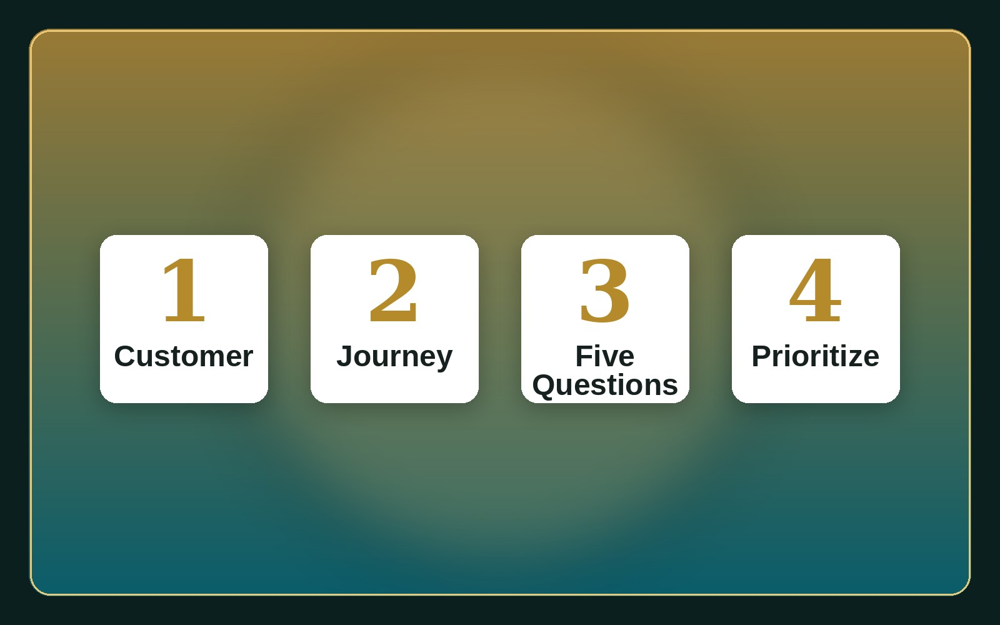 1
Customer
2
Journey
3
Five
Questions
4
Prioritize